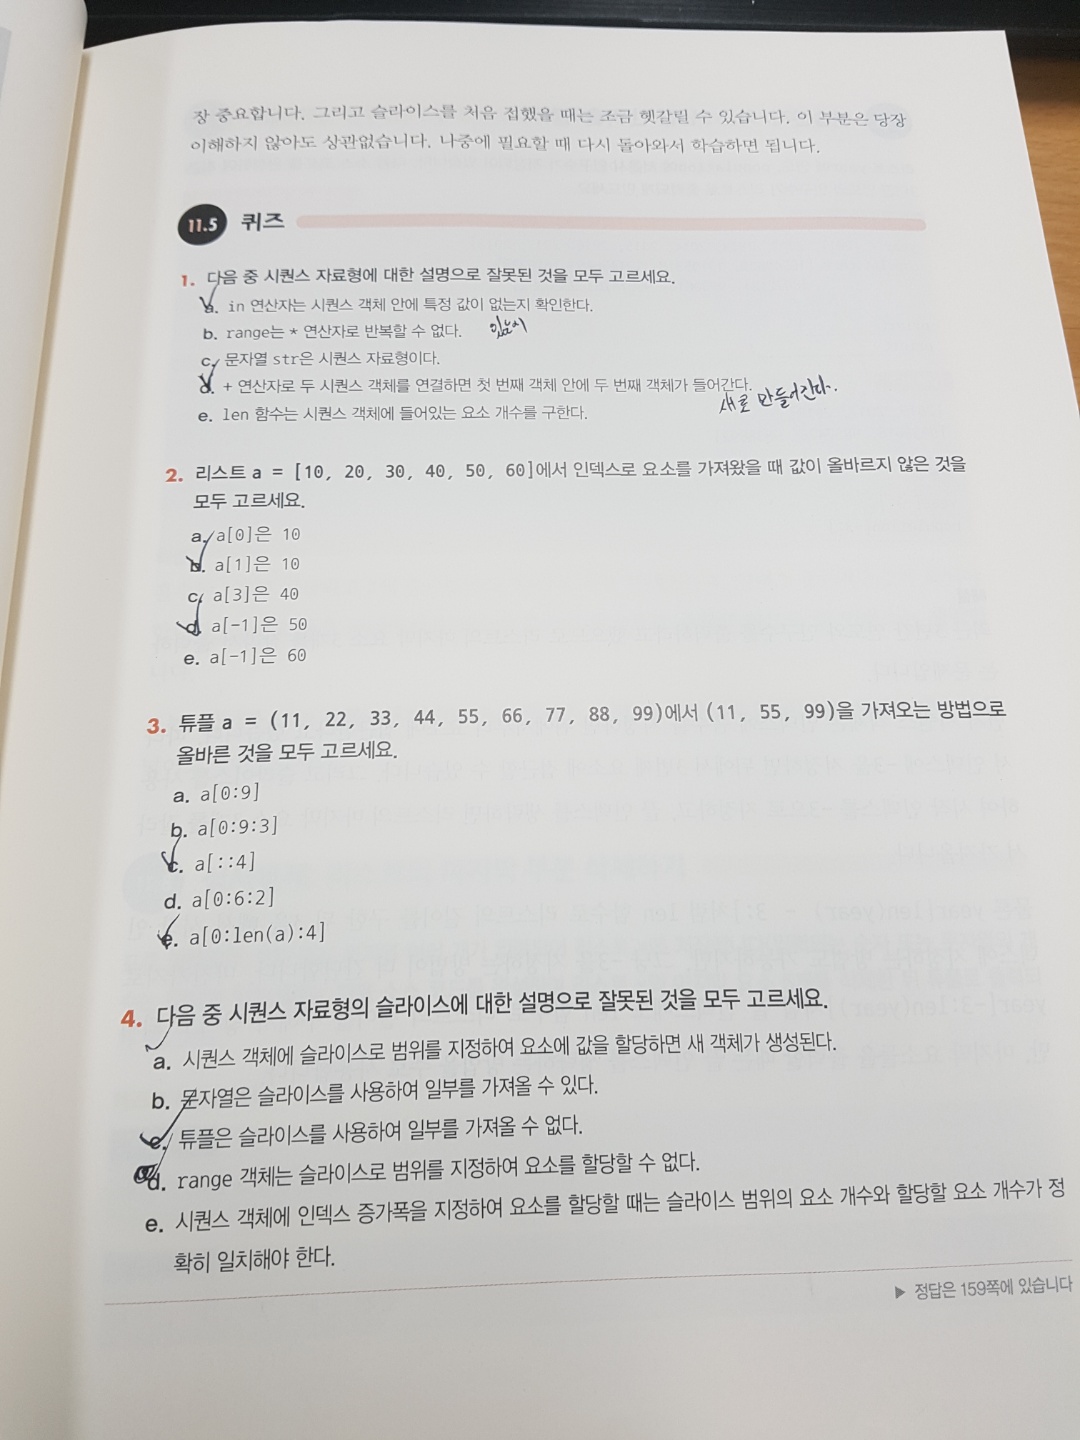 장 중요합니다. 그리고 슬라이스를 처음 접했을 때는 조금 헷갈릴 수 있습니다. 이 부분은 당장
이해하지 않아도 상관없습니다. 나중에 필요할 때 다시 돌아와서 학습하면 됩니다.
11.5 퀴즈
1. 다음 중 시퀀스 자료형에 대한 설명으로 잘못된 것을 모두 고르세요.
a. in 연산자는 시퀀스 객체 안에 특정 값이 없는지 확인한다.
b. range는 * 연산자로 반복할 수 없다. 있는지
c. 문자열 str은 시퀀스 자료형이다.
d. + 연산자로 두 시퀀스 객체를 연결하면 첫 번째 객체 안에 두 번째 객체가 들어간다.
새로 만들어간다.
e. len 함수는 시퀀스 객체에 들어있는 요소 개수를 구한다.
2. 리스트 a = [10, 20, 30, 40, 50, 60]에서 인덱스로 요소를 가져왔을 때 값이 올바르지 않은 것을
모두 고르세요.
a. a[0]은 10
b. a[1]은 10
c. a[3]은 40
d. a[-1]은 50
e. a[-1]은 60
3. 튜플 a = (11, 22, 33, 44, 55, 66, 77, 88, 99)에서 (11, 55, 99)을 가져오는 방법으로
올바른 것을 모두 고르세요.
a. a[0:9]
b. a[0:9:3]
c. a[::4]
d. a[0:6:2]
e. a[0:len(a):4]
4. 다음 중 시퀀스 자료형의 슬라이스에 대한 설명으로 잘못된 것을 모두 고르세요.
a. 시퀀스 객체에 슬라이스로 범위를 지정하여 요소에 값을 할당하면 새 객체가 생성된다.
b. 문자열은 슬라이스를 사용하여 일부를 가져올 수 있다.
c. 튜플은 슬라이스를 사용하여 일부를 가져올 수 없다.
d. range 객체는 슬라이스로 범위를 지정하여 요소를 할당할 수 없다.
e. 시퀀스 객체에 인덱스 증가폭을 지정하여 요소를 할당할 때는 슬라이스 범위의 요소 개수와 할당할 요소 개수가 정
확히 일치해야 한다.
▶ 정답은 159쪽에 있습니다